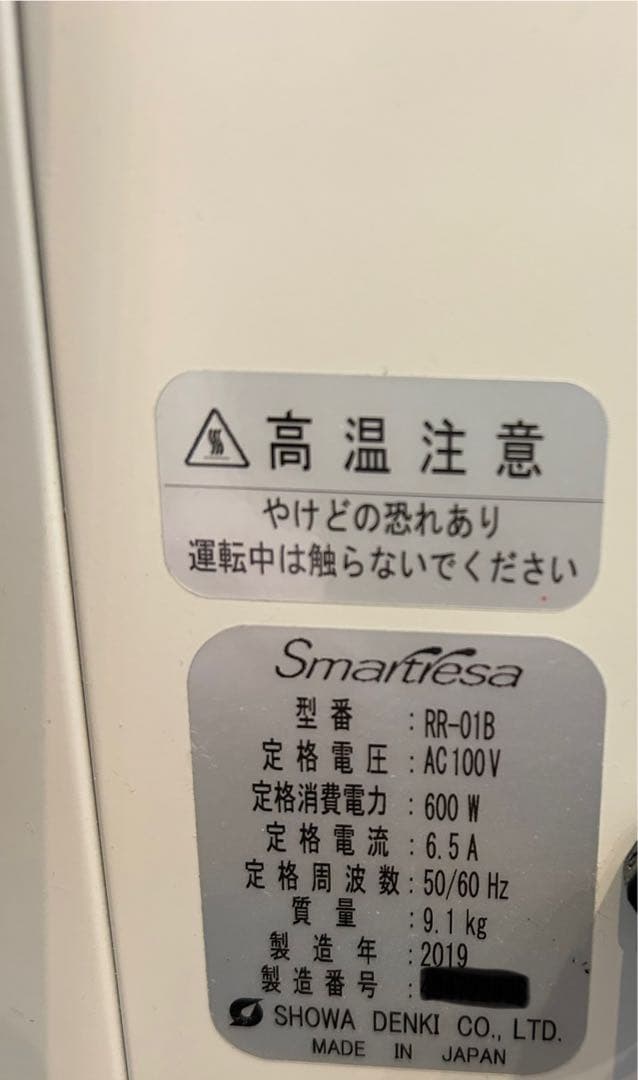 高温注意
やけどの恐れあり
運転中は触らないでください
Smartresa
型番 : RR-01B
定格電圧 : AC100V
定格消費電力 : 600 W
定格電流 : 6.5 A
定格周波数 : 50/60 Hz
質量 : 9.1 kg
製造年 : 2019
製造番号 :
SHOWA DENKI CO., LTD.
MADE IN JAPAN